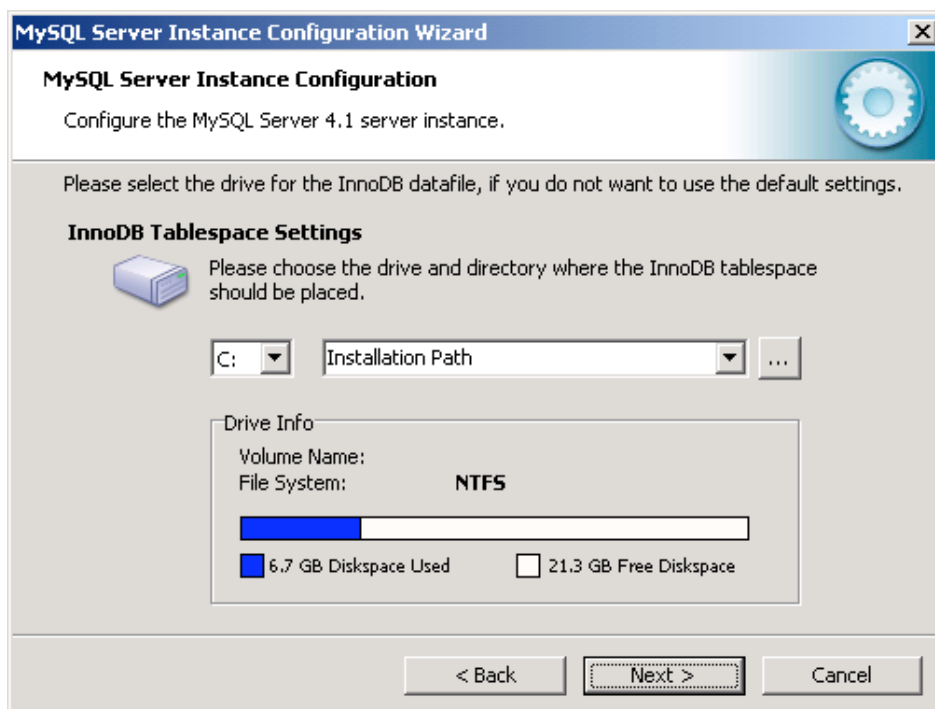 MySQL Server Instance Configuration Wizard
MySQL Server Instance Configuration
Configure the MySQL Server 4.1 server instance.
Please select the drive for the InnoDB datafile, if you do not want to use the default settings.
InnoDB Tablespace Settings
Please choose the drive and directory where the InnoDB tablespace
should be placed.
C: Installation Path ...
Drive Info
Volume Name:
File System: NTFS
6.7 GB Diskspace Used 21.3 GB Free Diskspace
< Back Next > Cancel